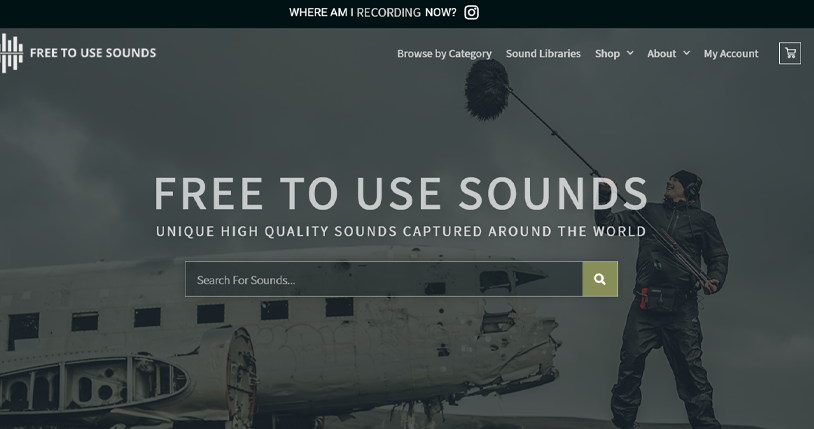 WHERE AM I RECORDING NOW?
FREE TO USE SOUNDS
Browse by Category
Sound Libraries
Shop
About
My Account
FREE TO USE SOUNDS
UNIQUE HIGH QUALITY SOUNDS CAPTURED AROUND THE WORLD
Search For Sounds...